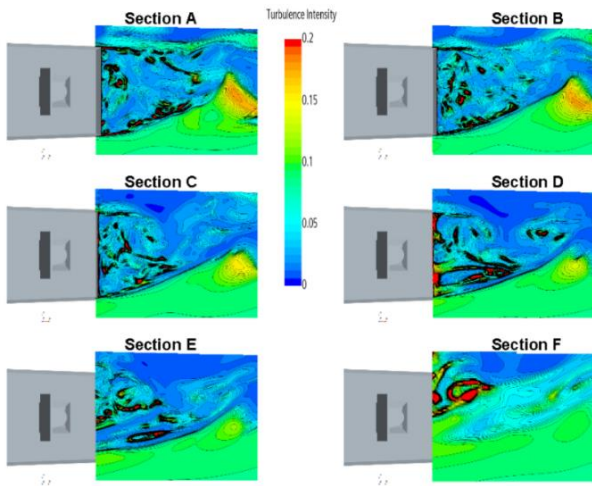 Section A
Turbulence Intensity
Section B
0.2
0.15
0.1
0.05
0
Section C
Section D
Section E
Section F